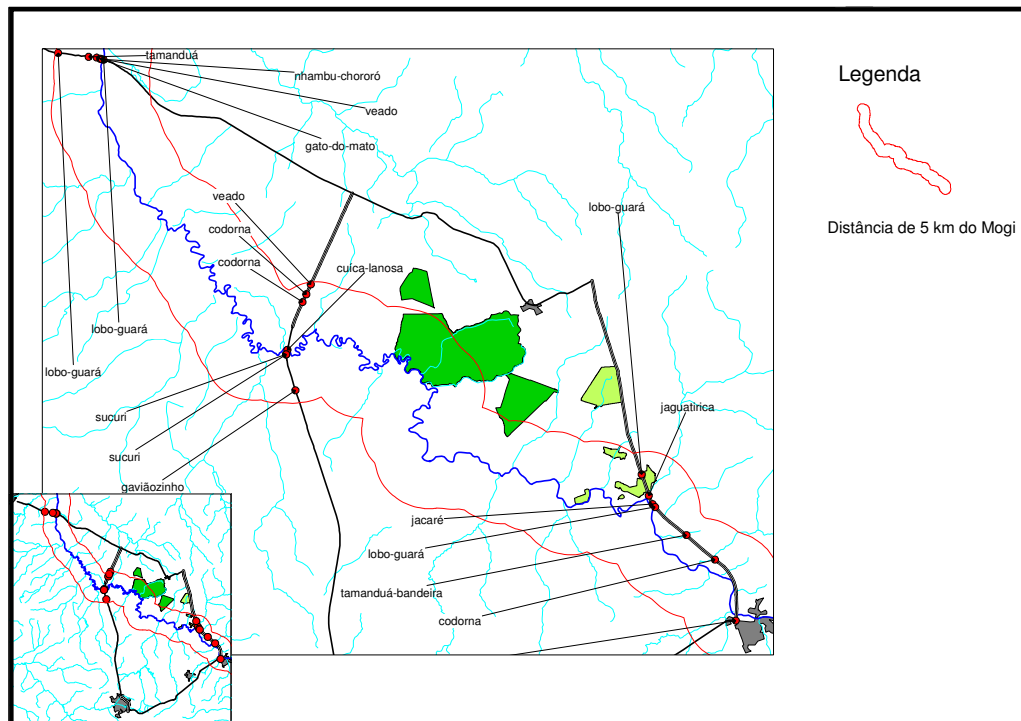 tamanduá
Legenda
nhambu-chororó
veado
gato-do-mato
veado
lobo-guará
codorna
Distância de 5 km do Mogi
codorna
cuíca-lanosa
lobo-guará
lobo-guará
sucuri
jaguatirica
sucuri
gaviãozinho
jacaré
lobo-guará
tamanduá-bandeira
codorna